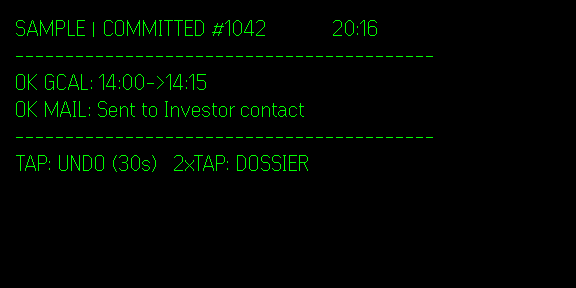 SAMPLE | COMMITTED #1042 20:16
----------------------------------------
OK GCAL: 14:00->14:15
OK MAIL: Sent to Investor contact
----------------------------------------
TAP: UNDO (30s) 2xTAP: DOSSIER